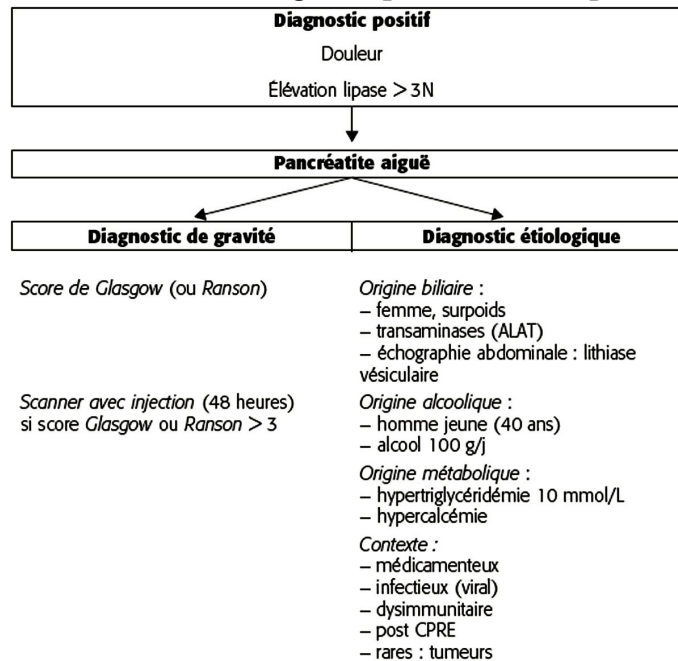 Diagnostic positif
Douleur
Élévation lipase > 3N
Pancréatite aiguë
Diagnostic de gravité
Score de Glasgow (ou Ranson)
Scanner avec injection (48 heures)
si score Glasgow ou Ranson > 3
Diagnostic étiologique
Origine biliaire :
– femme, surpoids
– transaminases (ALAT)
– échographie abdominale : lithiase
vésiculaire
Origine alcoolique :
– homme jeune (40 ans)
– alcool 100 g/j
Origine métabolique :
– hypertriglycéridémie 10 mmol/L
– hypercalcémie
Contexte :
– médicamenteux
– infectieux (viral)
– dysimmunitaire
– post CPRE
– rares : tumeurs